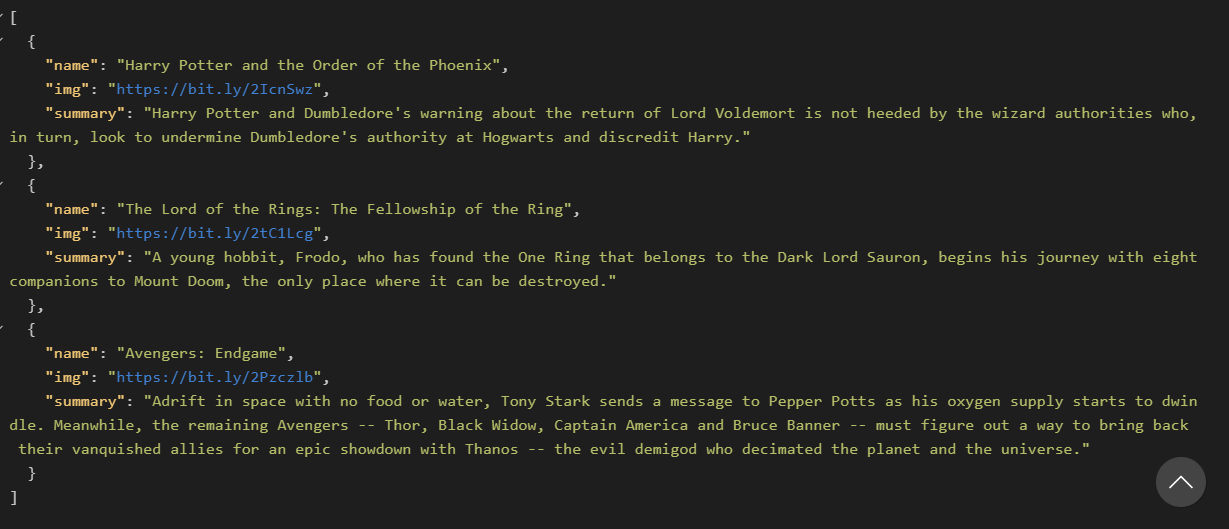 [
{
"name": "Harry Potter and the Order of the Phoenix",
"img": "https://bit.ly/2IcnSwz",
"summary": "Harry Potter and Dumbledore's warning about the return of Lord Voldemort is not heeded by the wizard authorities who,
in turn, look to undermine Dumbledore's authority at Hogwarts and discredit Harry."
},
{
"name": "The Lord of the Rings: The Fellowship of the Ring",
"img": "https://bit.ly/2tC1Lcg",
"summary": "A young hobbit, Frodo, who has found the One Ring that belongs to the Dark Lord Sauron, begins his journey with eight
companions to Mount Doom, the only place where it can be destroyed."
},
{
"name": "Avengers: Endgame",
"img": "https://bit.ly/2Pzczlb",
"summary": "Adrift in space with no food or water, Tony Stark sends a message to Pepper Potts as his oxygen supply starts to dwin
dle. Meanwhile, the remaining Avengers -- Thor, Black Widow, Captain America and Bruce Banner -- must figure out a way to bring back
their vanquished allies for an epic showdown with Thanos -- the evil demigod who decimated the planet and the universe."
}
]